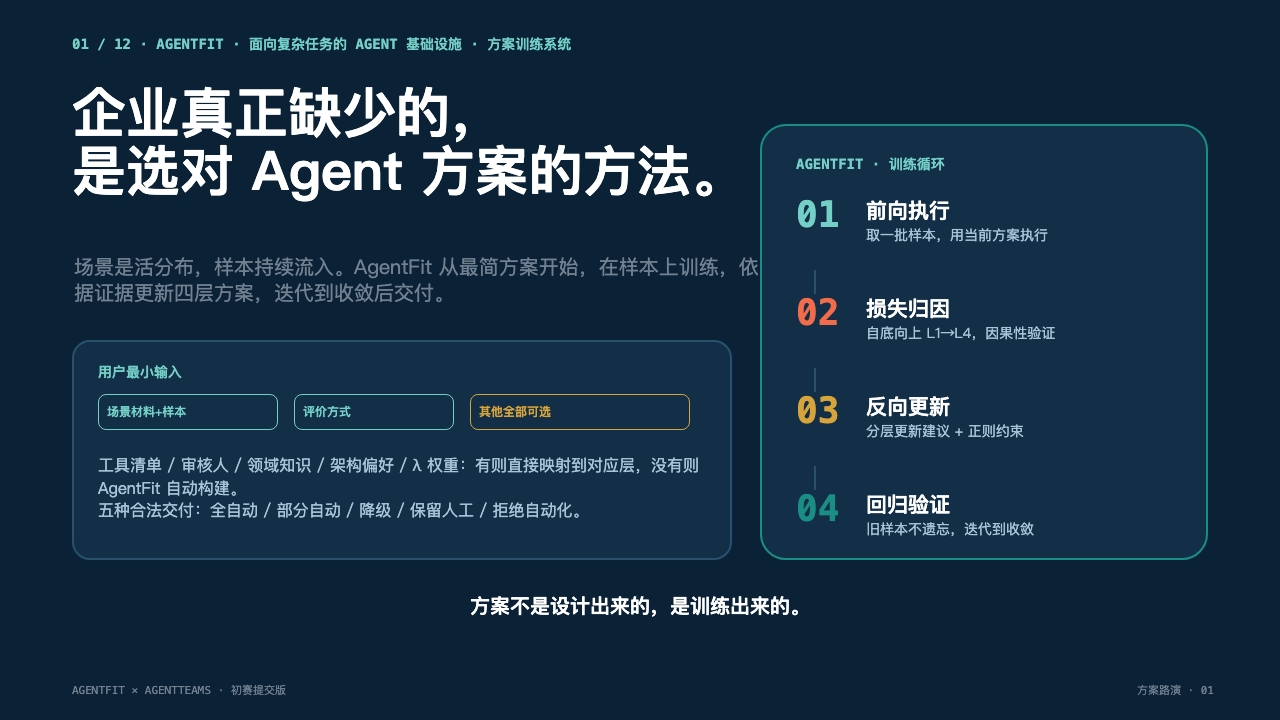 01 / 12 · AGENTFIT · 面向复杂任务的 AGENT 基础设施 · 方案训练系统
企业真正缺少的，
是选对 Agent 方案的方法。
场景是活分布，样本持续流入。AgentFit 从最简方案开始，在样本上训练，依
据证据更新四层方案，迭代到收敛后交付。
用户最小输入
场景材料+样本
评价方式
其他全部可选
工具清单 / 审核人 / 领域知识 / 架构偏好 / λ 权重：有则直接映射到对应层，没有则
AgentFit 自动构建。
五种合法交付：全自动 / 部分自动 / 降级 / 保留人工 / 拒绝自动化。
AGENTFIT · 训练循环
01
前向执行
取一批样本，用当前方案执行
02
损失归因
自底向上 L1→L4，因果性验证
03
反向更新
分层更新建议 + 正则约束
04
回归验证
旧样本不遗忘，迭代到收敛
方案不是设计出来的，是训练出来的。
AGENTFIT × AGENTTEAMS · 初赛提交版
方案路演 · 01